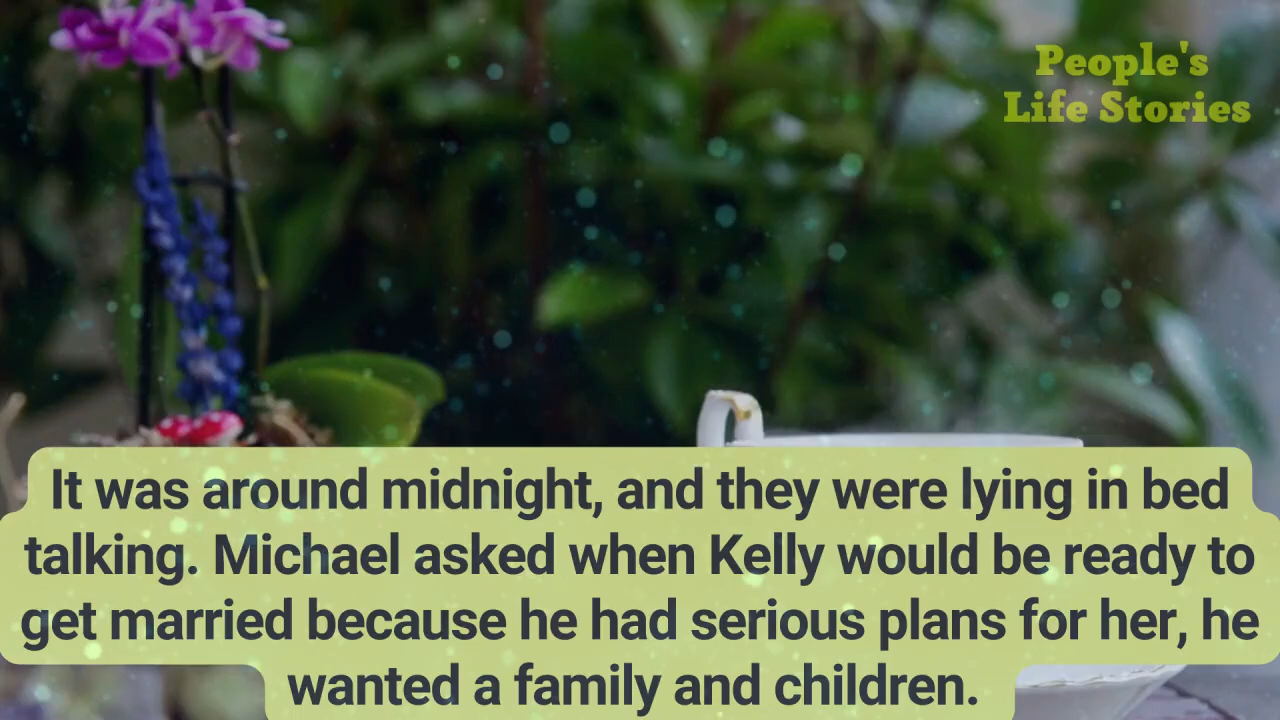 People's
Life Stories
It was around midnight, and they were lying in bed
talking. Michael asked when Kelly would be ready to
get married because he had serious plans for her, he
wanted a family and children.